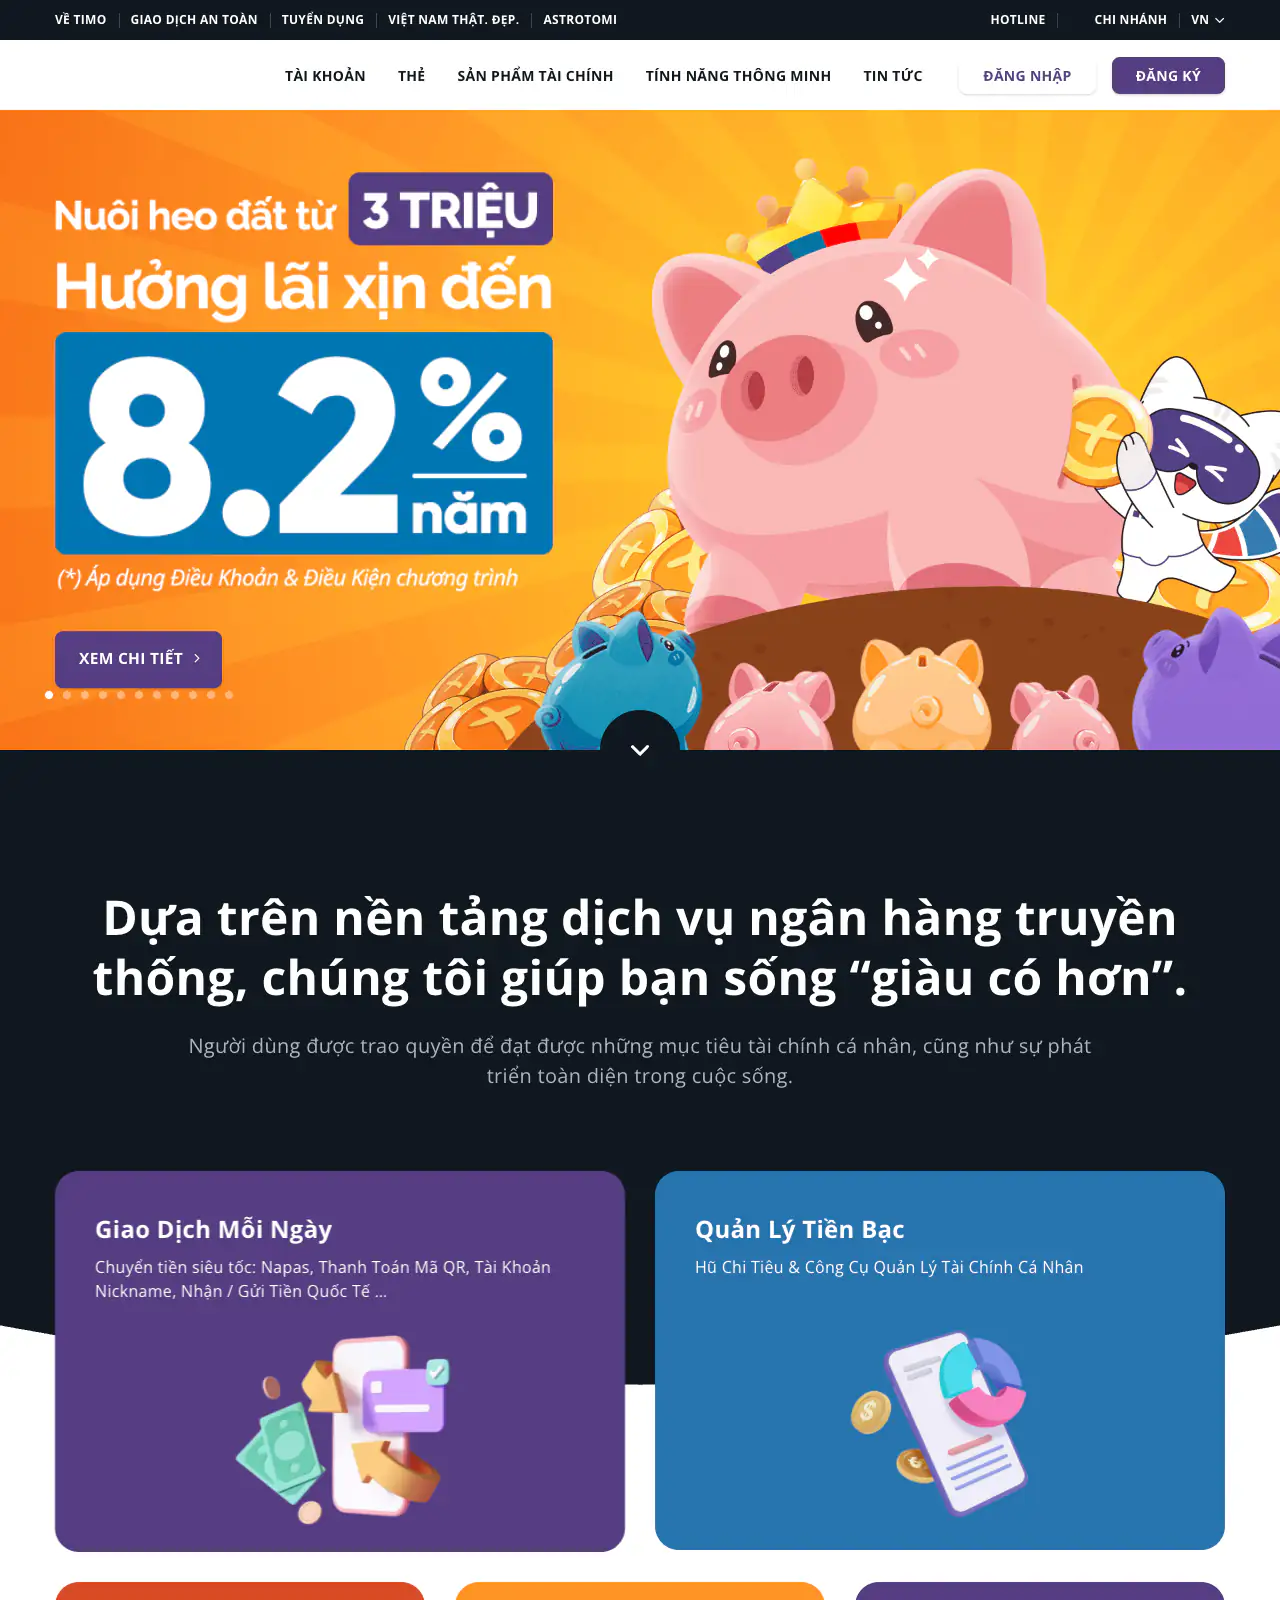 VỀ TIMO
GIAO DỊCH AN TOÀN
TUYỂN DỤNG
VIỆT NAM THẬT. ĐẸP.
ASTROTOMI
HOTLINE
CHI NHÁNH
VN
TÀI KHOẢN
THẺ
SẢN PHẨM TÀI CHÍNH
TÍNH NĂNG THÔNG MINH
TIN TỨC
ĐĂNG NHẬP
ĐĂNG KÝ
Nuôi heo đất từ 3 TRIỆU
Hưởng lãi xịn đến
8.2% năm
(*) Áp dụng Điều Khoản & Điều Kiện chương trình
XEM CHI TIẾT
Dựa trên nền tảng dịch vụ ngân hàng truyền
thống, chúng tôi giúp bạn sống “giàu có hơn”.
Người dùng được trao quyền để đạt được những mục tiêu tài chính cá nhân, cũng như sự phát
triển toàn diện trong cuộc sống.
Giao Dịch Mỗi Ngày
Chuyển tiền siêu tốc: Napas, Thanh Toán Mã QR, Tài Khoản
Nickname, Nhận / Gửi Tiền Quốc Tế ...
Quản Lý Tiền Bạc
Hũ Chi Tiêu & Công Cụ Quản Lý Tài Chính Cá Nhân